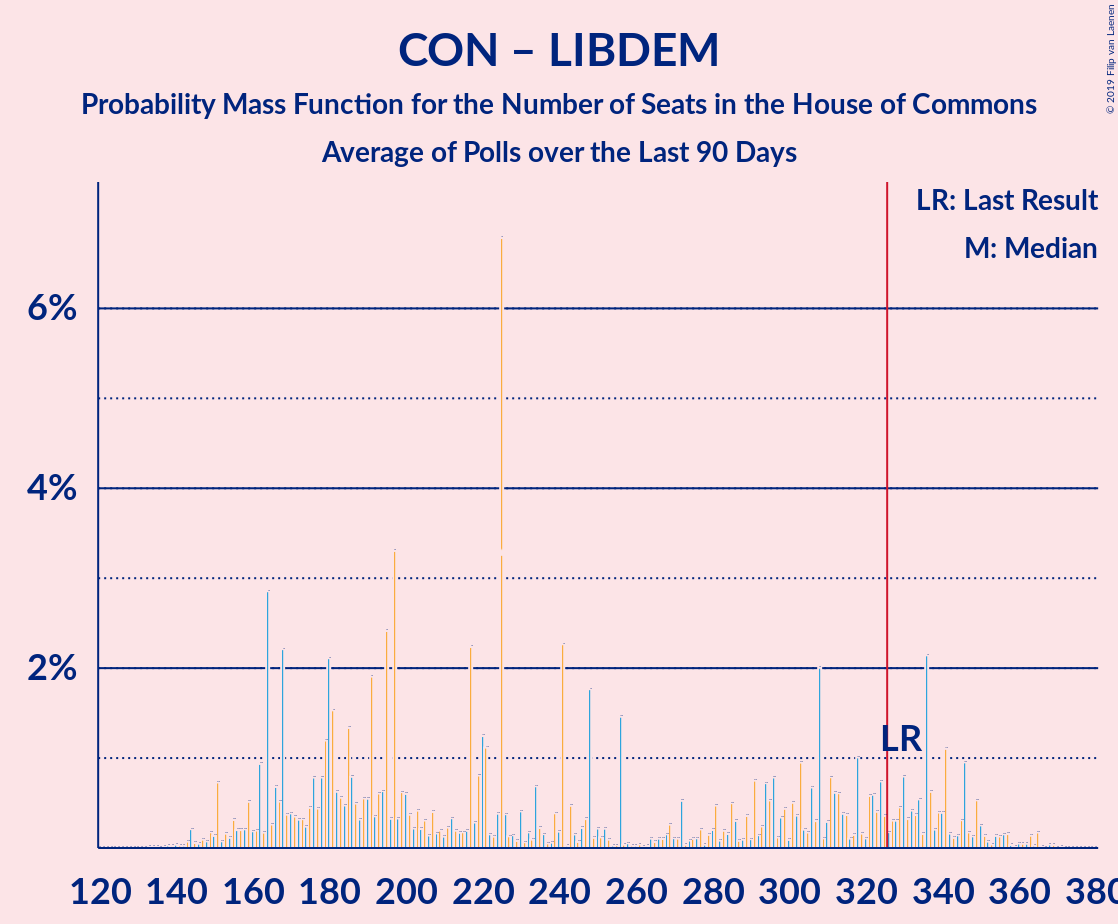 CON – LIBDEM
Probability Mass Function for the Number of Seats in the House of Commons
Average of Polls over the Last 90 Days
© 2019 Filip van Laenen
LR: Last Result
M: Median
6%
4%
2%
LR
120 140 160 180 200 220 240 260 280 300 320 340 360 380